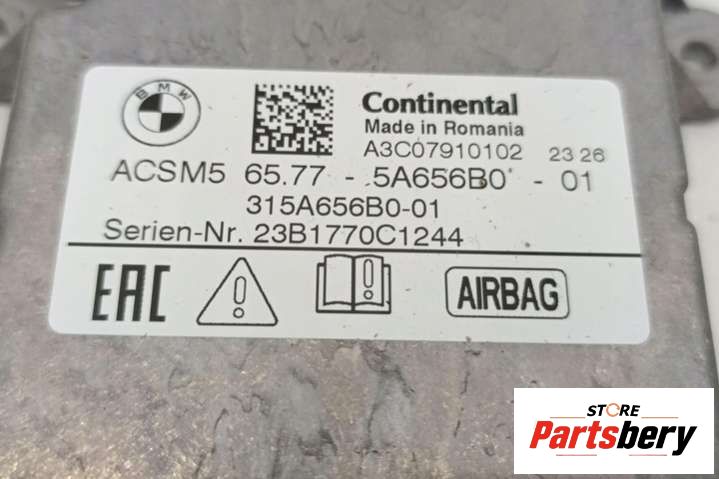 BMW
Continental
Made in Romania
A3C07910102 23 26
ACSM5 65.77 - 5A656B0 - 01
315A656B0-01
Serien-Nr. 23B1770C1244
EAC
AIRBAG
STORE
Partsbery